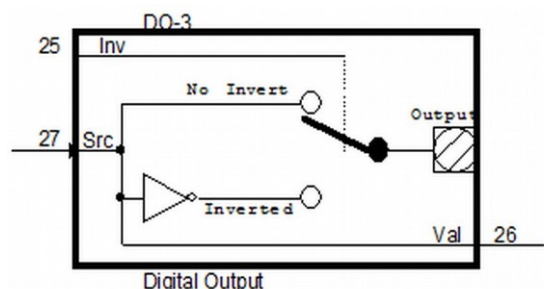 DO-3
25 Inv
No Invert
Output
27 Src
Inverted
Val 26
Digital Output